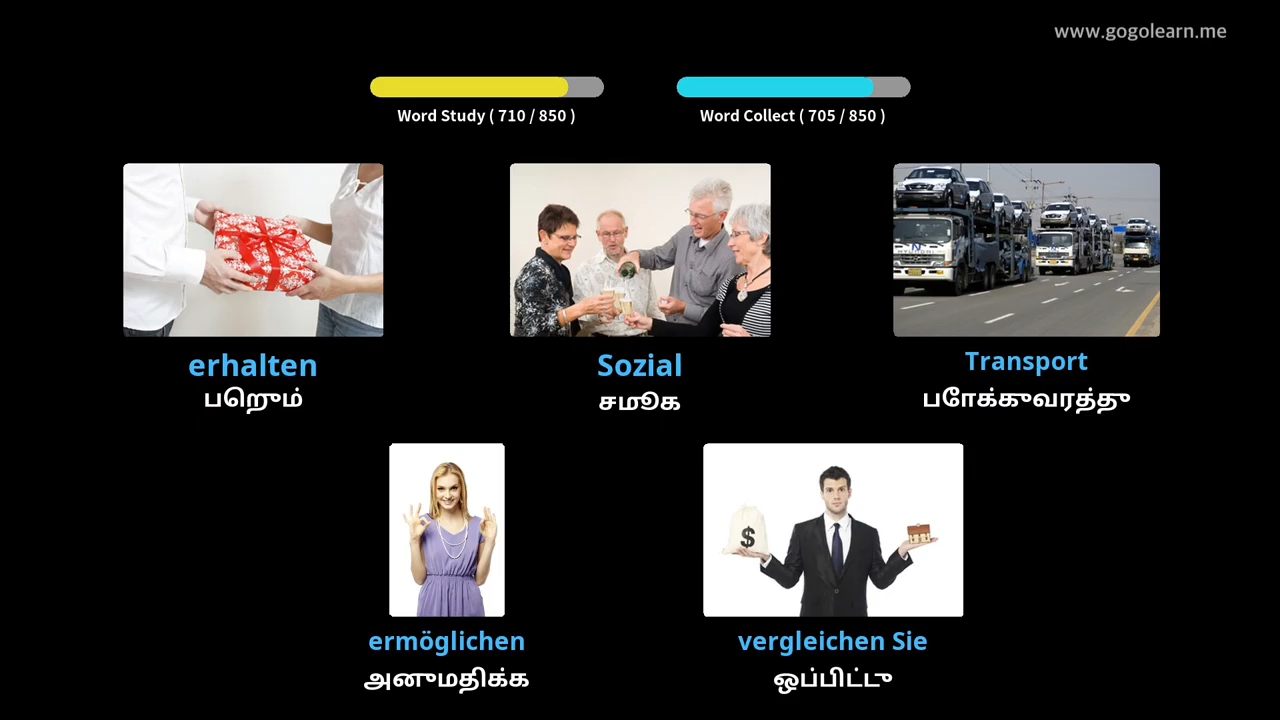 www.gogolearn.me
Word Study ( 710 / 850 )
Word Collect ( 705 / 850 )
erhalten
பெறும்
Sozial
சமூக
Transport
போக்குவரத்து
ermöglichen
அனுமதிக்க
vergleichen Sie
ஒப்பிட்டு